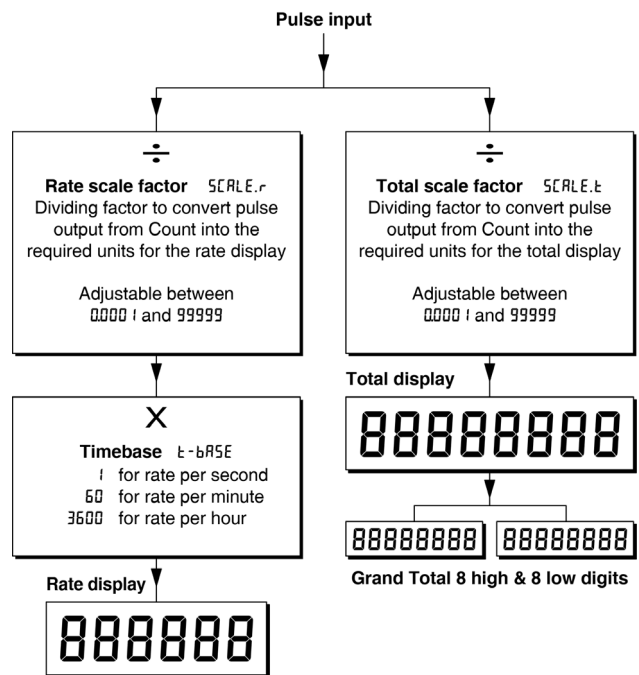 Pulse input
÷
Rate scale factor SCALE.r
Dividing factor to convert pulse
output from Count into the
required units for the rate display
Adjustable between
0.0001 and 99999
X
Timebase t-bASE
1 for rate per second
60 for rate per minute
3600 for rate per hour
Rate display
888888
÷
Total scale factor SCALE.t
Dividing factor to convert pulse
output from Count into the
required units for the total display
Adjustable between
0.0001 and 99999
Total display
88888888
88888888 88888888
Grand Total 8 high & 8 low digits